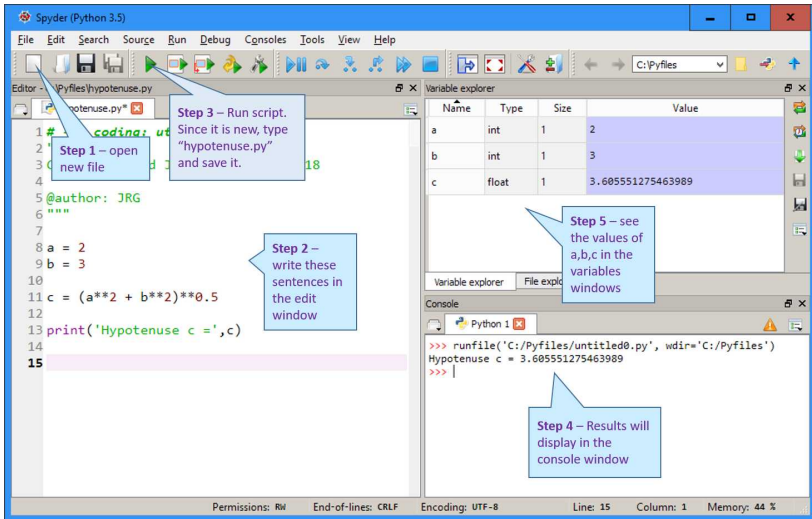 Spyder (Python 3.5)
File Edit Search Source Run Debug Consoles Tools View Help
C:\Pyfiles
Editor - \Pyfiles\hypotenuse.py
otenuse.py*
Step 1 – open
new file
Step 3 – Run script.
Since it is new, type
“hypotenuse.py”
and save it.
1 # coding: ut
2
3 18
4
5 @author: JRG
6 """
7
8 a = 2
9 b = 3
10
11 c = (a**2 + b**2)**0.5
12
13 print('Hypotenuse c =',c)
14
15
Step 2 –
write these
sentences in
the edit
window
Variable explorer
Name Type Size Value
a int 1 2
b int 1 3
c float 1 3.605551275463989
Step 5 – see
the values of
a,b,c in the
variables
windows
Variable explorer File explo
Console
Python 1
>>> runfile('C:/Pyfiles/untitled0.py', wdir='C:/Pyfiles')
Hypotenuse c = 3.605551275463989
>>>
Step 4 – Results will
display in the
console window
Permissions: RW End-of-lines: CRLF Encoding: UTF-8 Line: 15 Column: 1 Memory: 44 %